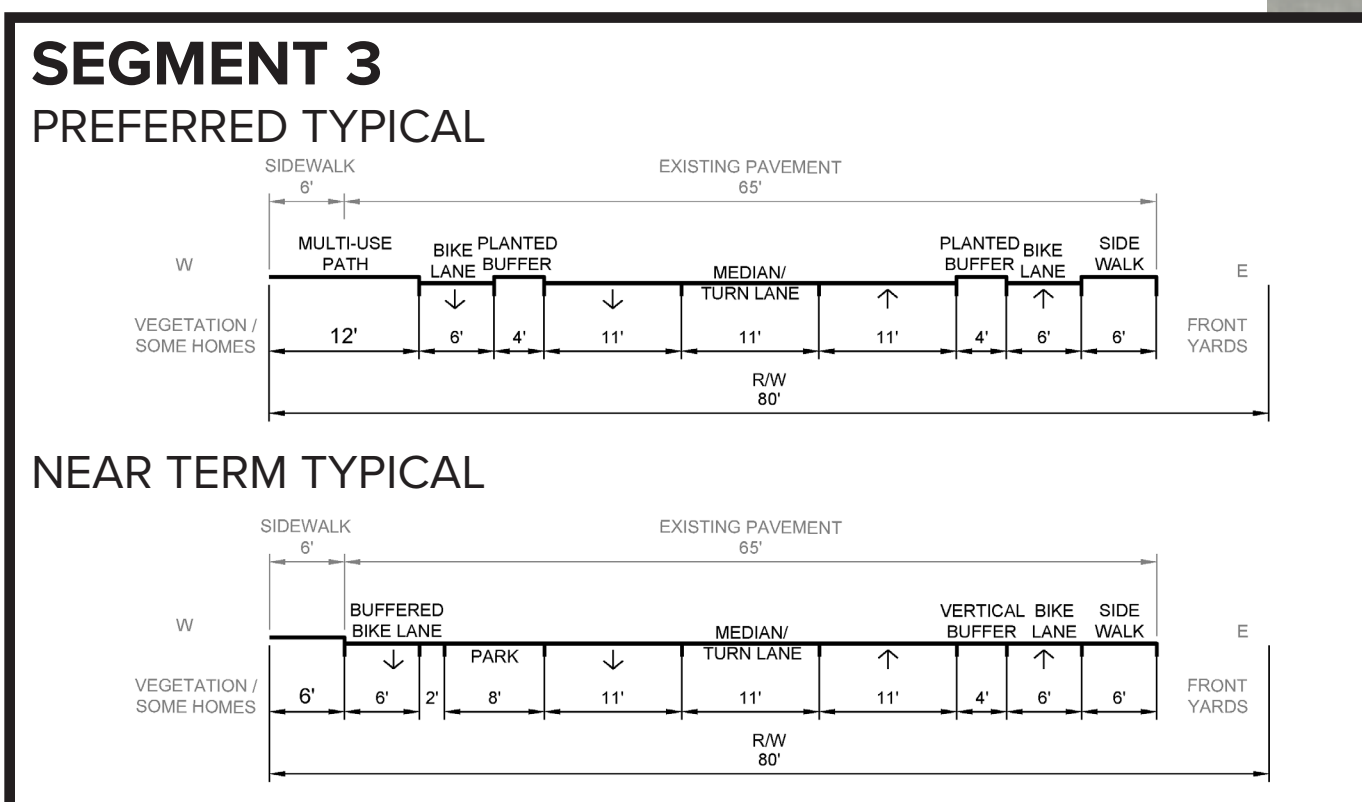 SEGMENT 3
PREFERRED TYPICAL
SIDEWALK
6'
EXISTING PAVEMENT
65'
W
MULTI-USE
PATH
BIKE
LANE
PLANTED
BUFFER
MEDIAN/
TURN LANE
PLANTED
BUFFER
BIKE
LANE
SIDE
WALK
E
VEGETATION /
SOME HOMES
12'
6'
4'
11'
11'
11'
4'
6'
6'
FRONT
YARDS
R/W
80'
NEAR TERM TYPICAL
SIDEWALK
6'
EXISTING PAVEMENT
65'
W
BUFFERED
BIKE LANE
PARK
MEDIAN/
TURN LANE
VERTICAL
BUFFER
BIKE
LANE
SIDE
WALK
E
VEGETATION /
SOME HOMES
6'
6'
2'
8'
11'
11'
11'
4'
6'
6'
FRONT
YARDS
R/W
80'